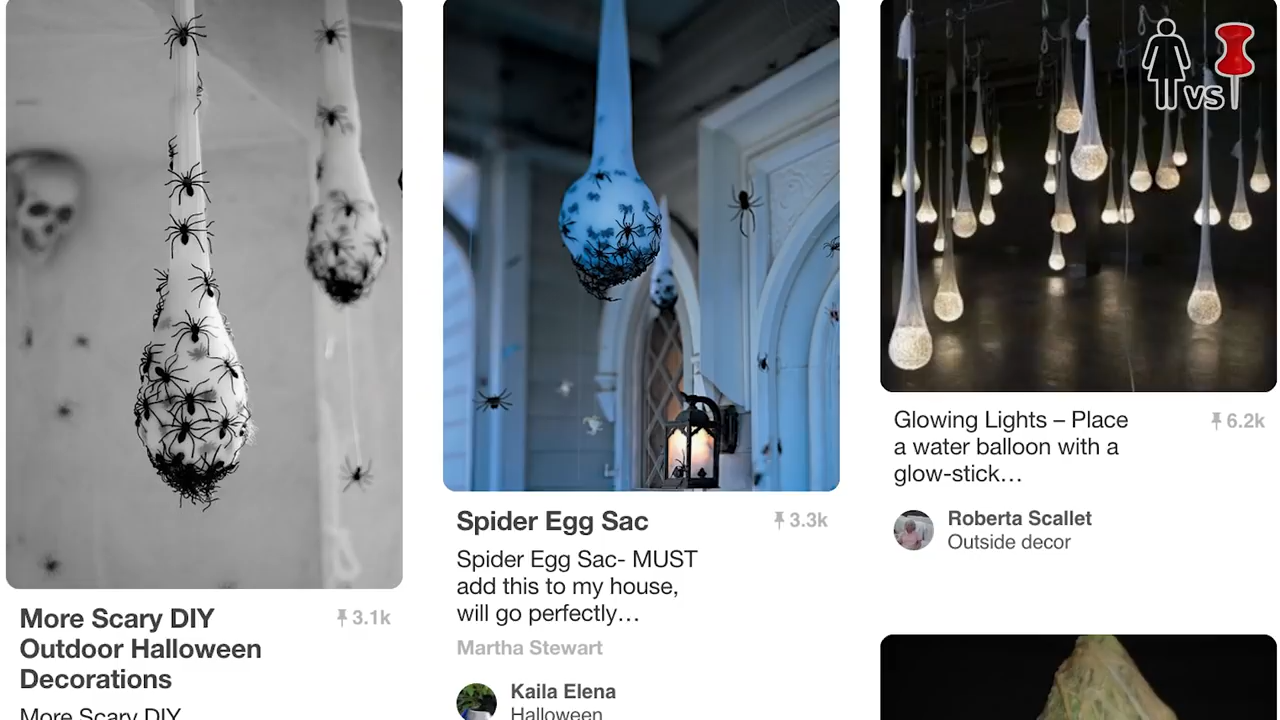 VS
More Scary DIY
Outdoor Halloween
Decorations
3.1k
More Scary DIY
Spider Egg Sac
3.3k
Spider Egg Sac- MUST
add this to my house,
will go perfectly…
Martha Stewart
Kaila Elena
Halloween
Glowing Lights – Place
a water balloon with a
glow-stick…
6.2k
Roberta Scallet
Outside decor